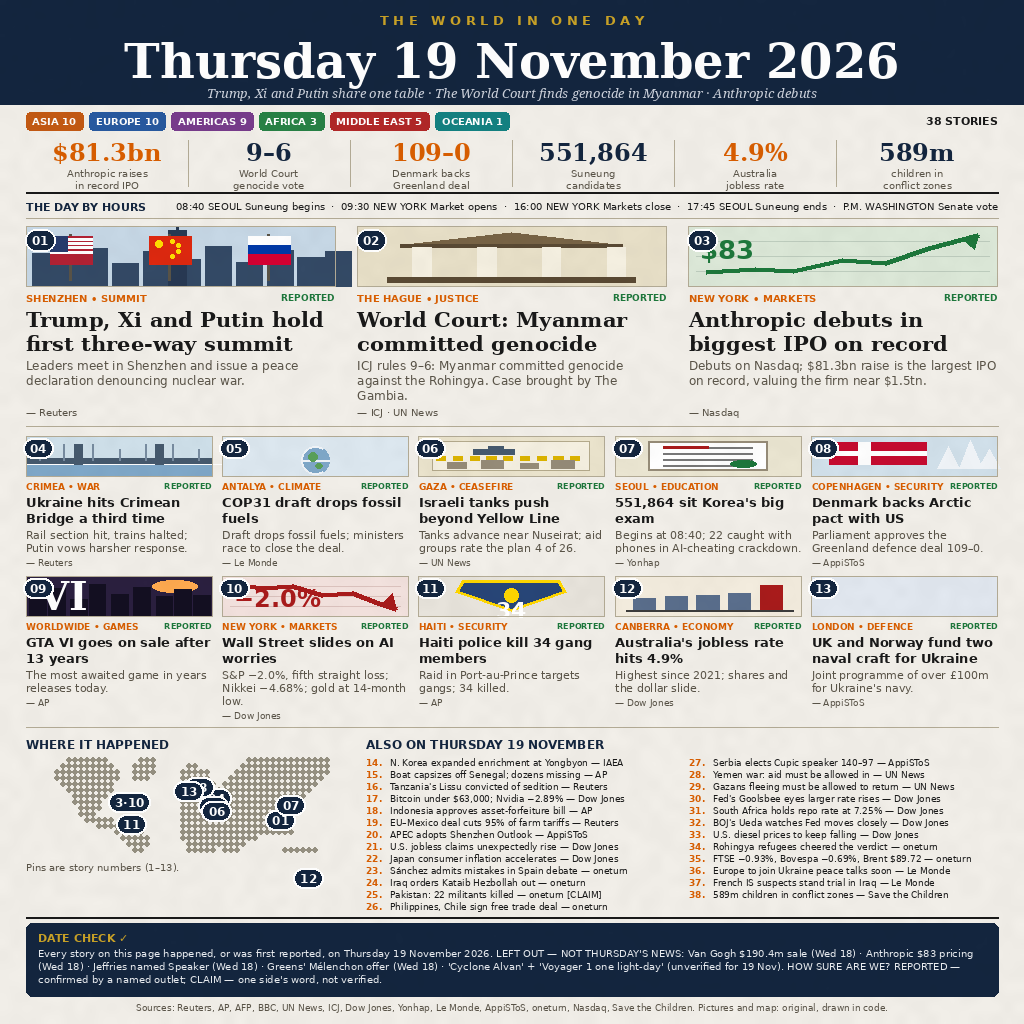 THE WORLD IN ONE DAY
Thursday 19 November 2026
Trump, Xi and Putin share one table · The World Court finds genocide in Myanmar · Anthropic debuts
ASIA 10
EUROPE 10
AMERICAS 9
AFRICA 3
MIDDLE EAST 5
OCEANIA 1
38 STORIES
$81.3bn
Anthropic raises
in record IPO
9–6
World Court
genocide vote
109–0
Denmark backs
Greenland deal
551,864
Suneung
candidates
4.9%
Australia
jobless rate
589m
children in
conflict zones
THE DAY BY HOURS
08:40 SEOUL Suneung begins · 09:30 NEW YORK Market opens · 16:00 NEW YORK Markets close · 17:45 SEOUL Suneung ends · P.M. WASHINGTON Senate vote
01
SHENZHEN • SUMMIT
REPORTED
Trump, Xi and Putin hold
first three-way summit
Leaders meet in Shenzhen and issue a peace
declaration denouncing nuclear war.
— Reuters
02
THE HAGUE • JUSTICE
REPORTED
World Court: Myanmar
committed genocide
ICJ rules 9–6: Myanmar committed genocide
against the Rohingya. Case brought by The
Gambia.
— ICJ · UN News
03
$83
NEW YORK • MARKETS
REPORTED
Anthropic debuts in
biggest IPO on record
Debuts on Nasdaq; $81.3bn raise is the largest IPO
on record, valuing the firm near $1.5tn.
— Nasdaq
04
CRIMEA • WAR
REPORTED
Ukraine hits Crimean
Bridge a third time
Rail section hit, trains halted;
Putin vows harsher response.
— Reuters
05
ANTALYA • CLIMATE
REPORTED
COP31 draft drops fossil
fuels
Draft drops fossil fuels; ministers
race to close the deal.
— Le Monde
06
GAZA • CEASEFIRE
REPORTED
Israeli tanks push
beyond Yellow Line
Tanks advance near Nuseirat; aid
groups rate the plan 4 of 26.
— UN News
07
SEOUL • EDUCATION
REPORTED
551,864 sit Korea's big
exam
Begins at 08:40; 22 caught with
phones in AI-cheating crackdown.
— Yonhap
08
COPENHAGEN • SECURITY
REPORTED
Denmark backs Arctic
pact with US
Parliament approves the
Greenland defence deal 109–0.
— AppiSToS
09
VI
WORLDWIDE • GAMES
REPORTED
GTA VI goes on sale after
13 years
The most awaited game in years
releases today.
— AP
10
−2.0%
NEW YORK • MARKETS
REPORTED
Wall Street slides on AI
worries
S&P −2.0%, fifth straight loss;
Nikkei −4.68%; gold at 14-month
low.
— Dow Jones
11
34
HAITI • SECURITY
REPORTED
Haiti police kill 34 gang
members
Raid in Port-au-Prince targets
gangs; 34 killed.
— AP
12
CANBERRA • ECONOMY
REPORTED
Australia's jobless rate
hits 4.9%
Highest since 2021; shares and
the dollar slide.
— Dow Jones
13
LONDON • DEFENCE
REPORTED
UK and Norway fund two
naval craft for Ukraine
Joint programme of over £100m
for Ukraine's navy.
— AppiSToS
WHERE IT HAPPENED
3·10
11
13
06
07
01
12
Pins are story numbers (1–13).
ALSO ON THURSDAY 19 NOVEMBER
14. N. Korea expanded enrichment at Yongbyon — IAEA
15. Boat capsizes off Senegal; dozens missing — AP
16. Tanzania's Lissu convicted of sedition — Reuters
17. Bitcoin under $63,000; Nvidia −2.89% — Dow Jones
18. Indonesia approves asset-forfeiture bill — AP
19. EU-Mexico deal cuts 95% of farm tariffs — Reuters
20. APEC adopts Shenzhen Outlook — AppiSToS
21. U.S. jobless claims unexpectedly rise — Dow Jones
22. Japan consumer inflation accelerates — Dow Jones
23. Sánchez admits mistakes in Spain debate — oneturn
24. Iraq orders Kataib Hezbollah out — oneturn
25. Pakistan: 22 militants killed — oneturn [CLAIM]
26. Philippines, Chile sign free trade deal — oneturn
27. Serbia elects Cupic speaker 140–97 — AppiSToS
28. Yemen war: aid must be allowed in — UN News
29. Gazans fleeing must be allowed to return — UN News
30. Fed's Goolsbee eyes larger rate rises — Dow Jones
31. South Africa holds repo rate at 7.25% — Dow Jones
32. BOJ's Ueda watches Fed moves closely — Dow Jones
33. U.S. diesel prices to keep falling — Dow Jones
34. Rohingya refugees cheered the verdict — oneturn
35. FTSE −0.93%, Bovespa −0.69%, Brent $89.72 — oneturn
36. Europe to join Ukraine peace talks soon — Le Monde
37. French IS suspects stand trial in Iraq — Le Monde
38. 589m children in conflict zones — Save the Children
DATE CHECK ✓
Every story on this page happened, or was first reported, on Thursday 19 November 2026. LEFT OUT — NOT THURSDAY'S NEWS: Van Gogh $190.4m sale (Wed 18) · Anthropic $83 pricing
(Wed 18) · Jeffries named Speaker (Wed 18) · Greens' Mélenchon offer (Wed 18) · 'Cyclone Alvan' + 'Voyager 1 one light-day' (unverified for 19 Nov). HOW SURE ARE WE? REPORTED —
confirmed by a named outlet; CLAIM — one side's word, not verified.
Sources: Reuters, AP, AFP, BBC, UN News, ICJ, Dow Jones, Yonhap, Le Monde, AppiSToS, oneturn, Nasdaq, Save the Children. Pictures and map: original, drawn in code.